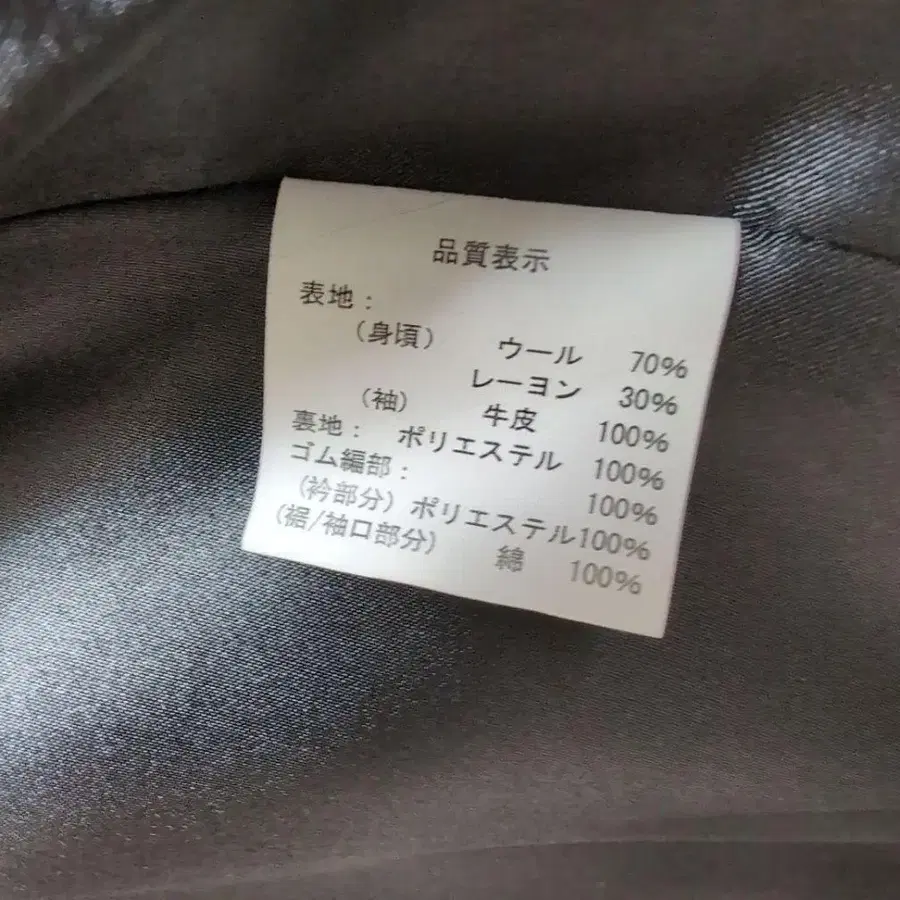 品質表示
表地：
（身頃） ウール 70%
レーヨン 30%
（袖） 牛皮 100%
裏地： ポリエステル 100%
ゴム編部： 100%
（衿部分）ポリエステル100%
（裾/袖口部分） 綿 100%